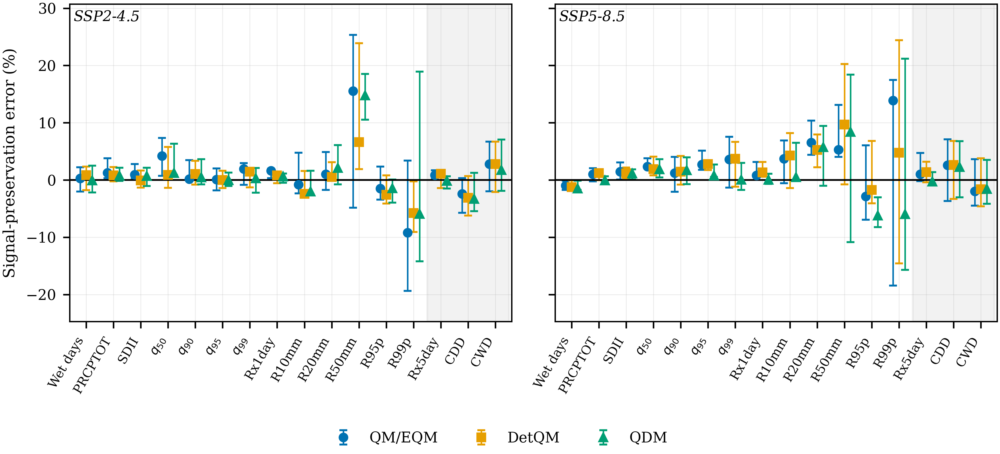 SSP2-4.5
SSP5-8.5
Signal-preservation error (%)
30
20
10
0
−10
−20
Wet days
PRCPTOT
SDII
q50
q90
q95
q99
Rx1day
R10mm
R20mm
R50mm
R95p
R99p
Rx5day
CDD
CWD
Wet days
PRCPTOT
SDII
q50
q90
q95
q99
Rx1day
R10mm
R20mm
R50mm
R95p
R99p
Rx5day
CDD
CWD
QM/EQM DetQM QDM